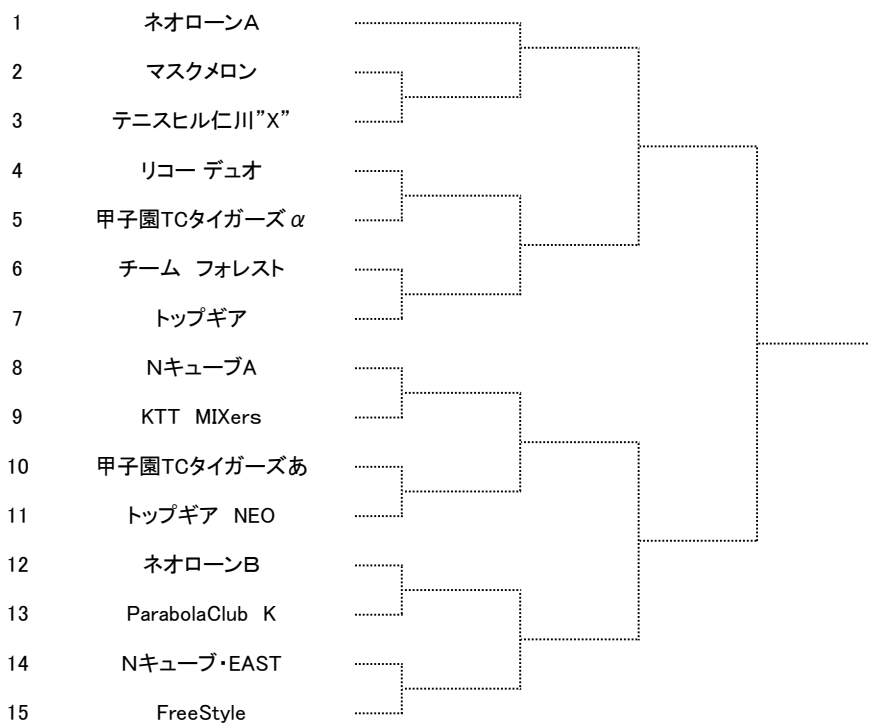 1 ネオローンA
2 マスクメロン
3 テニスヒル仁川”X”
4 リコー デュオ
5 甲子園TCタイガーズα
6 チーム　フォレスト
7 トップギア
8 NキューブA
9 KTT　MIXers
10 甲子園TCタイガーズあ
11 トップギア　NEO
12 ネオローンB
13 ParabolaClub　K
14 Nキューブ・EAST
15 FreeStyle